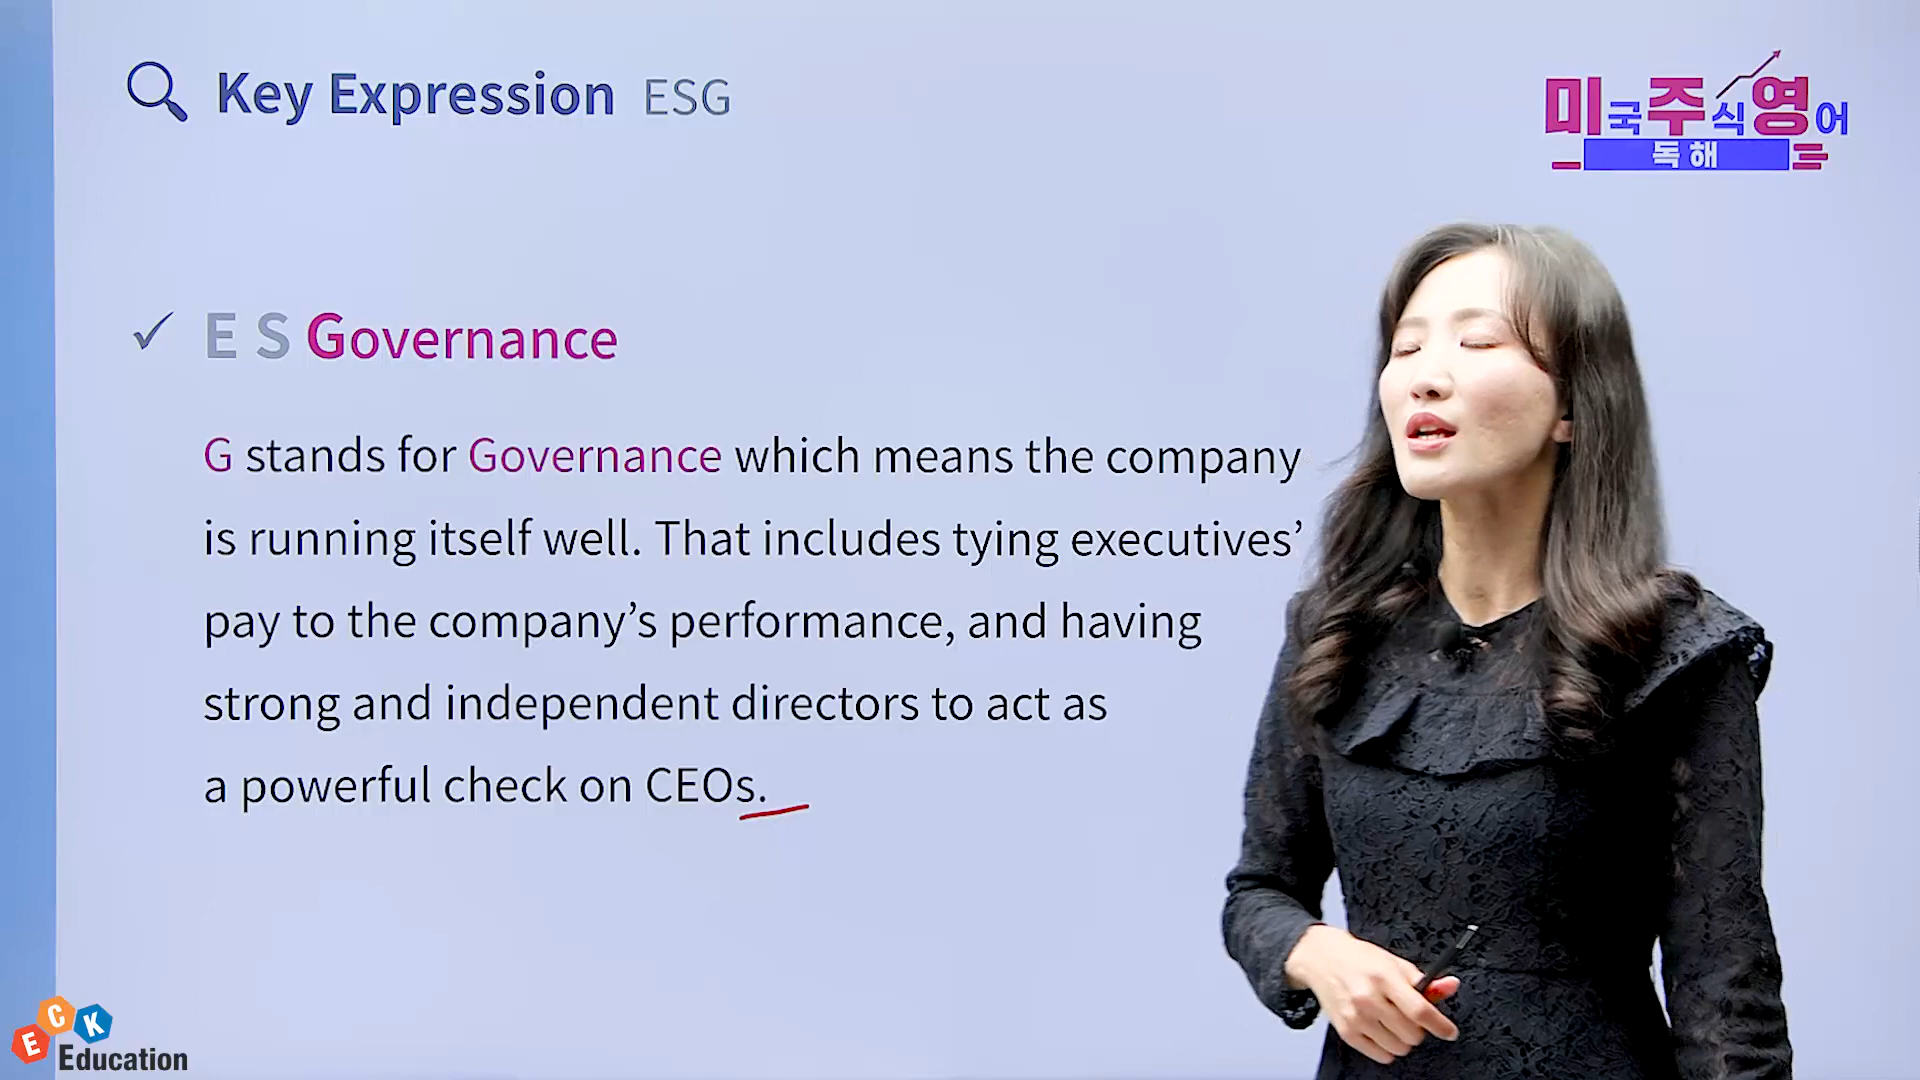 Key Expression ESG
미국주식영어
독해
✓ E S Governance
G stands for Governance which means the company
is running itself well. That includes tying executives’
pay to the company’s performance, and having
strong and independent directors to act as
a powerful check on CEOs.
ECK
Education